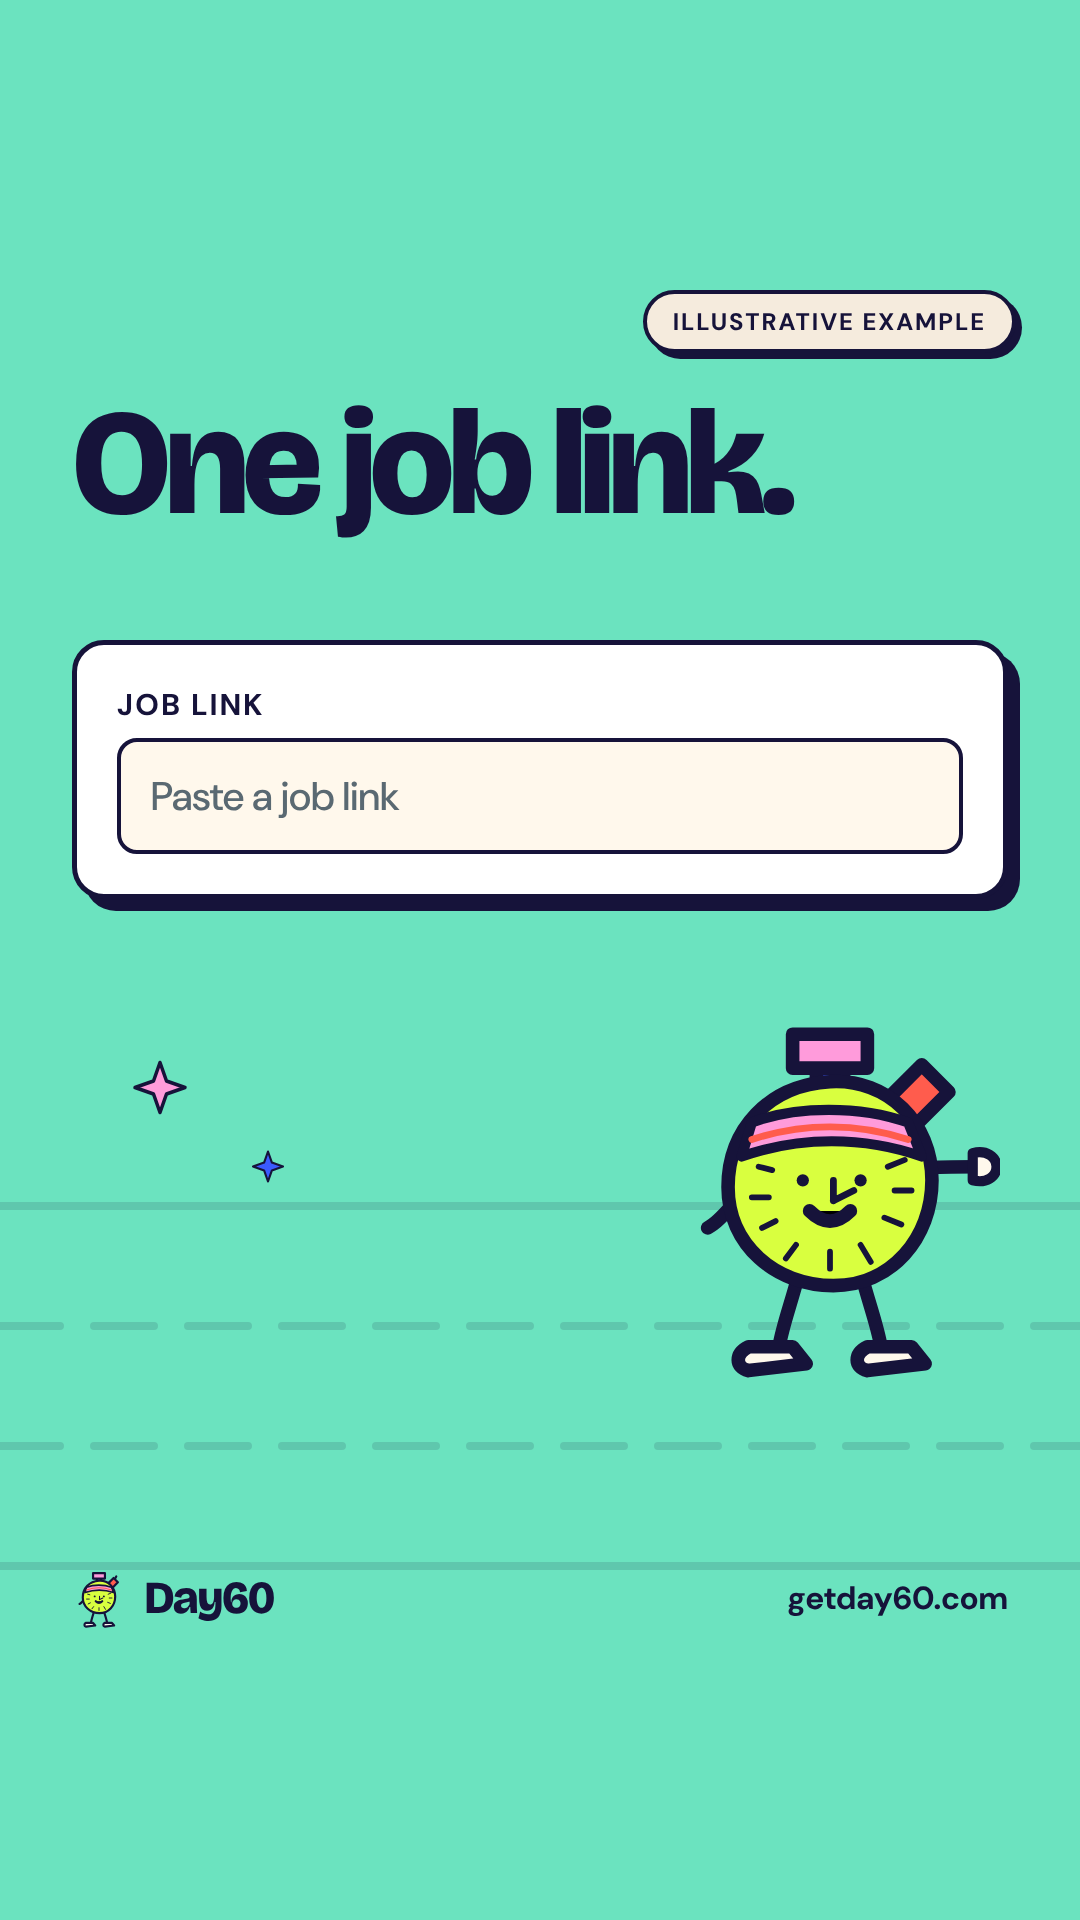 ILLUSTRATIVE EXAMPLE
One job link.
JOB LINK
Paste a job link
Day60
getday60.com